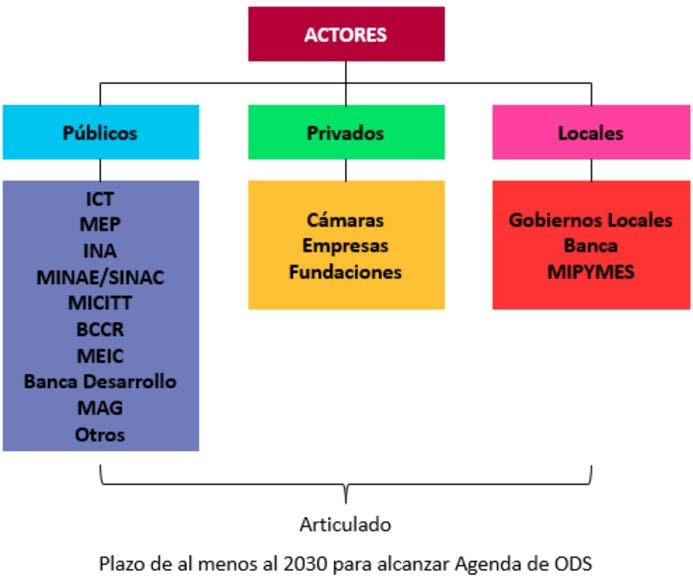 ACTORES
Públicos
ICT
MEP
INA
MINAE/SINAC
MICITT
BCCR
MEIC
Banca Desarrollo
MAG
Otros
Privados
Cámaras
Empresas
Fundaciones
Locales
Gobiernos Locales
Banca
MIPYMES
Articulado
Plazo de al menos al 2030 para alcanzar Agenda de ODS